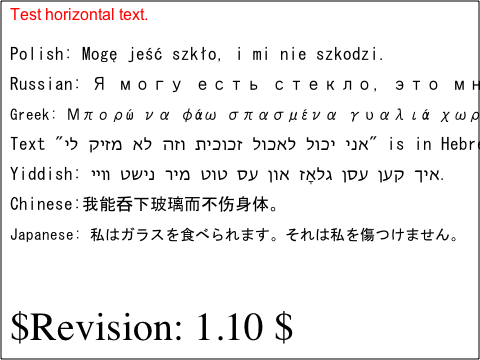 Test horizontal text.
Polish: Mogę jeść szkło, i mi nie szkodzi.
Russian: Я могу есть стекло, это мн
Greek: Μπορώ να φάω σπασμένα γυαλιά χωρ
Text "אני יכול לאכול זכוכית וזה לא מזיק לי" is in Hebre
Yiddish: איך קען עסן גלאָז און עס טוט מיר נישט װײ.
Chinese:我能吞下玻璃而不伤身体。
Japanese: 私はガラスを食べられます。それは私を傷つけません。
$Revision: 1.10 $